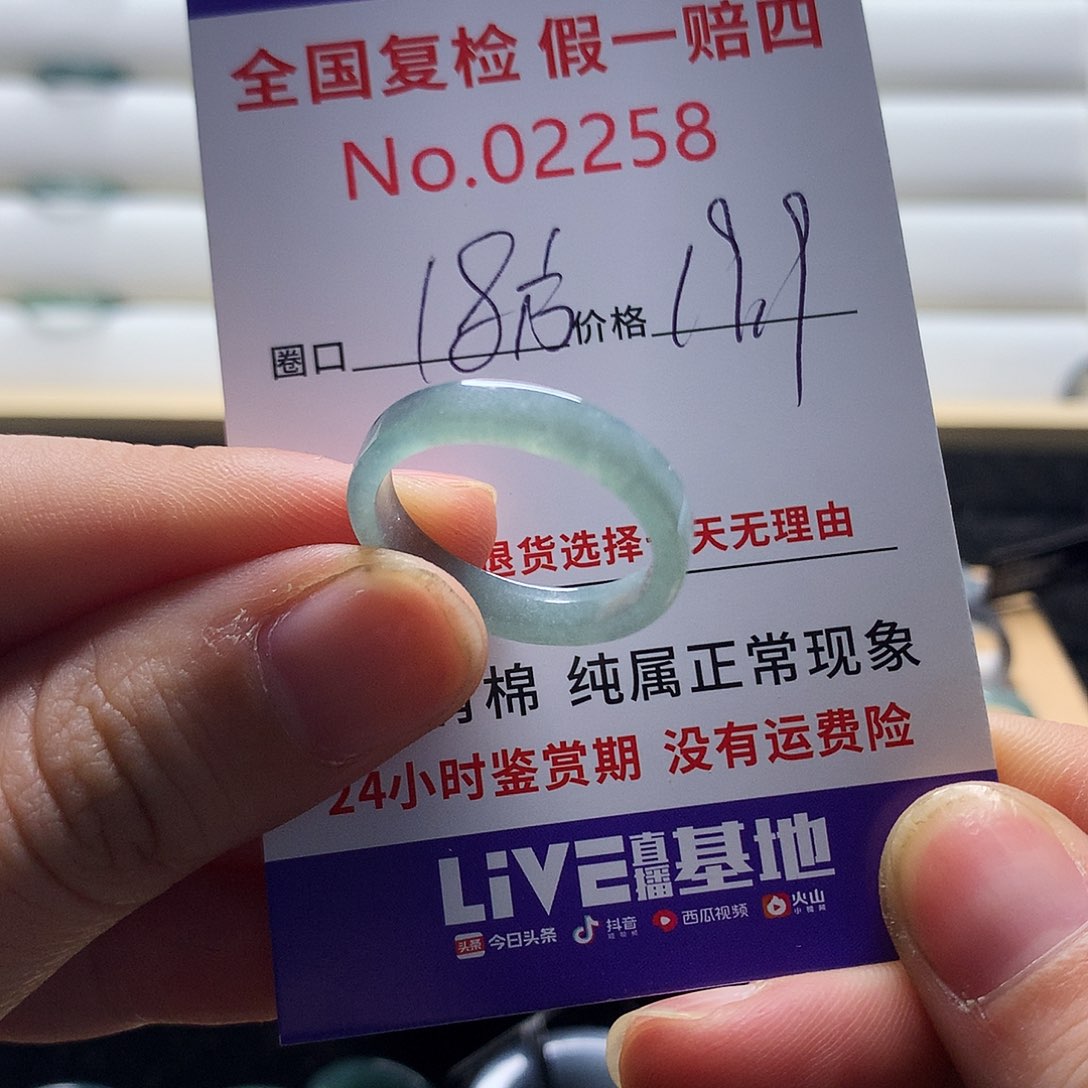 全国复检 假一赔四
No.02258
圈口 18 价格
退货选择 天无理由
棉 纯属正常现象
24小时鉴赏期 没有运费险
LiVE直播基地
头条 今日头条 抖音 西瓜视频 火山